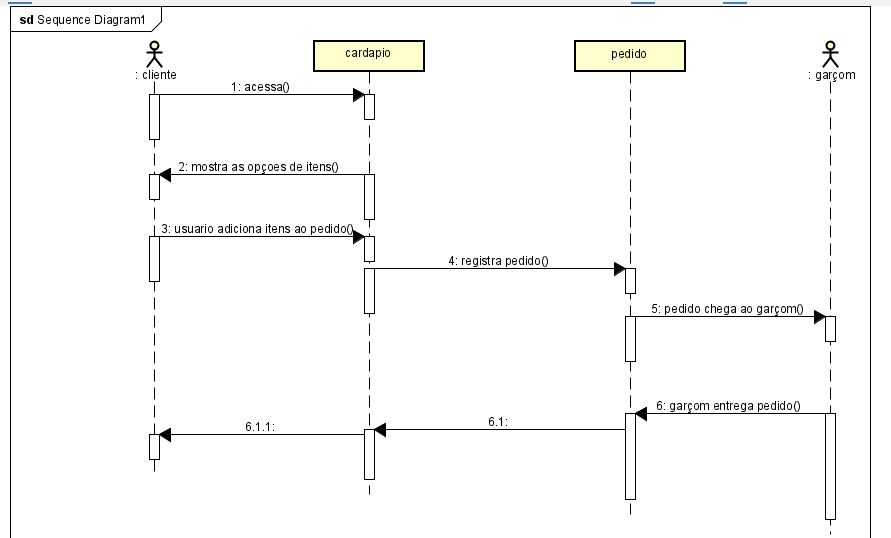 sd Sequence Diagram1
: cliente
cardapio
pedido
: garçom
1: acessa()
2: mostra as opçoes de itens()
3: usuario adiciona itens ao pedido()
4: registra pedido()
5: pedido chega ao garçom()
6: garçom entrega pedido()
6.1:
6.1.1: